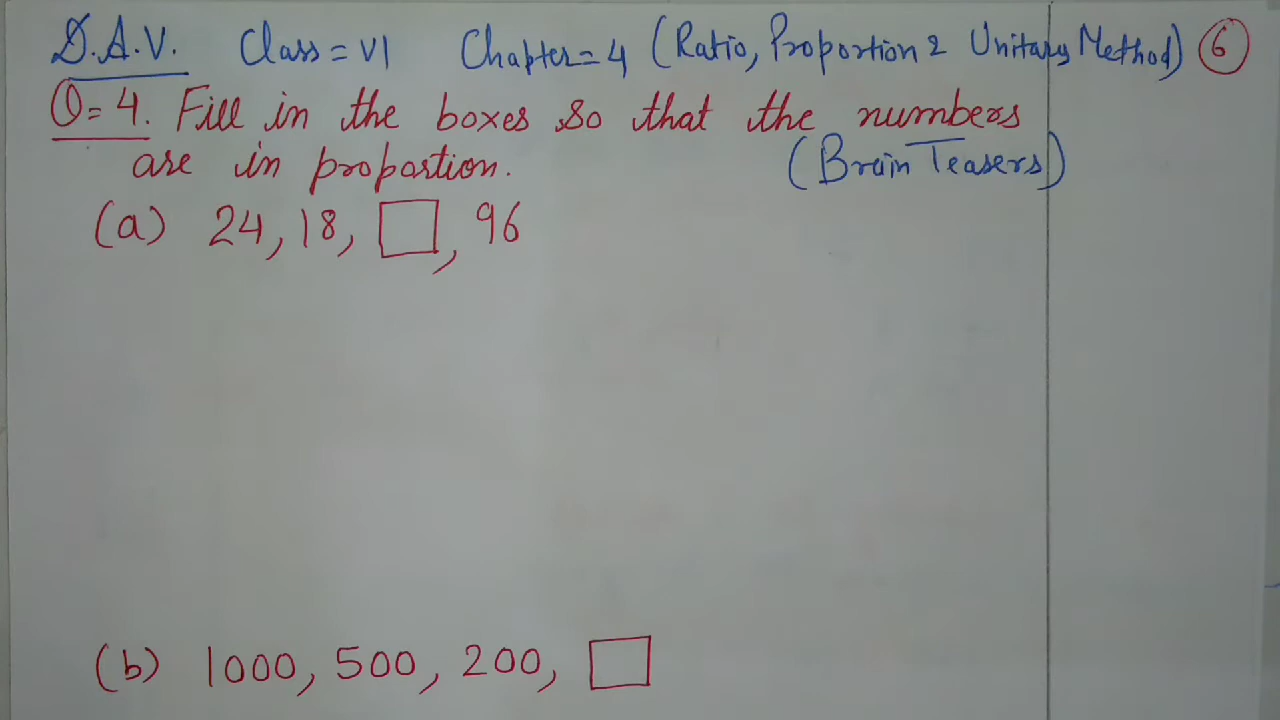 D.A.V. Class = VI Chapter = 4 (Ratio, Proportion & Unitary Method) 6
Q = 4. Fill in the boxes so that the numbers
are in proportion. (Brain Teasers)
(a) 24, 18, □, 96
(b) 1000, 500, 200, □